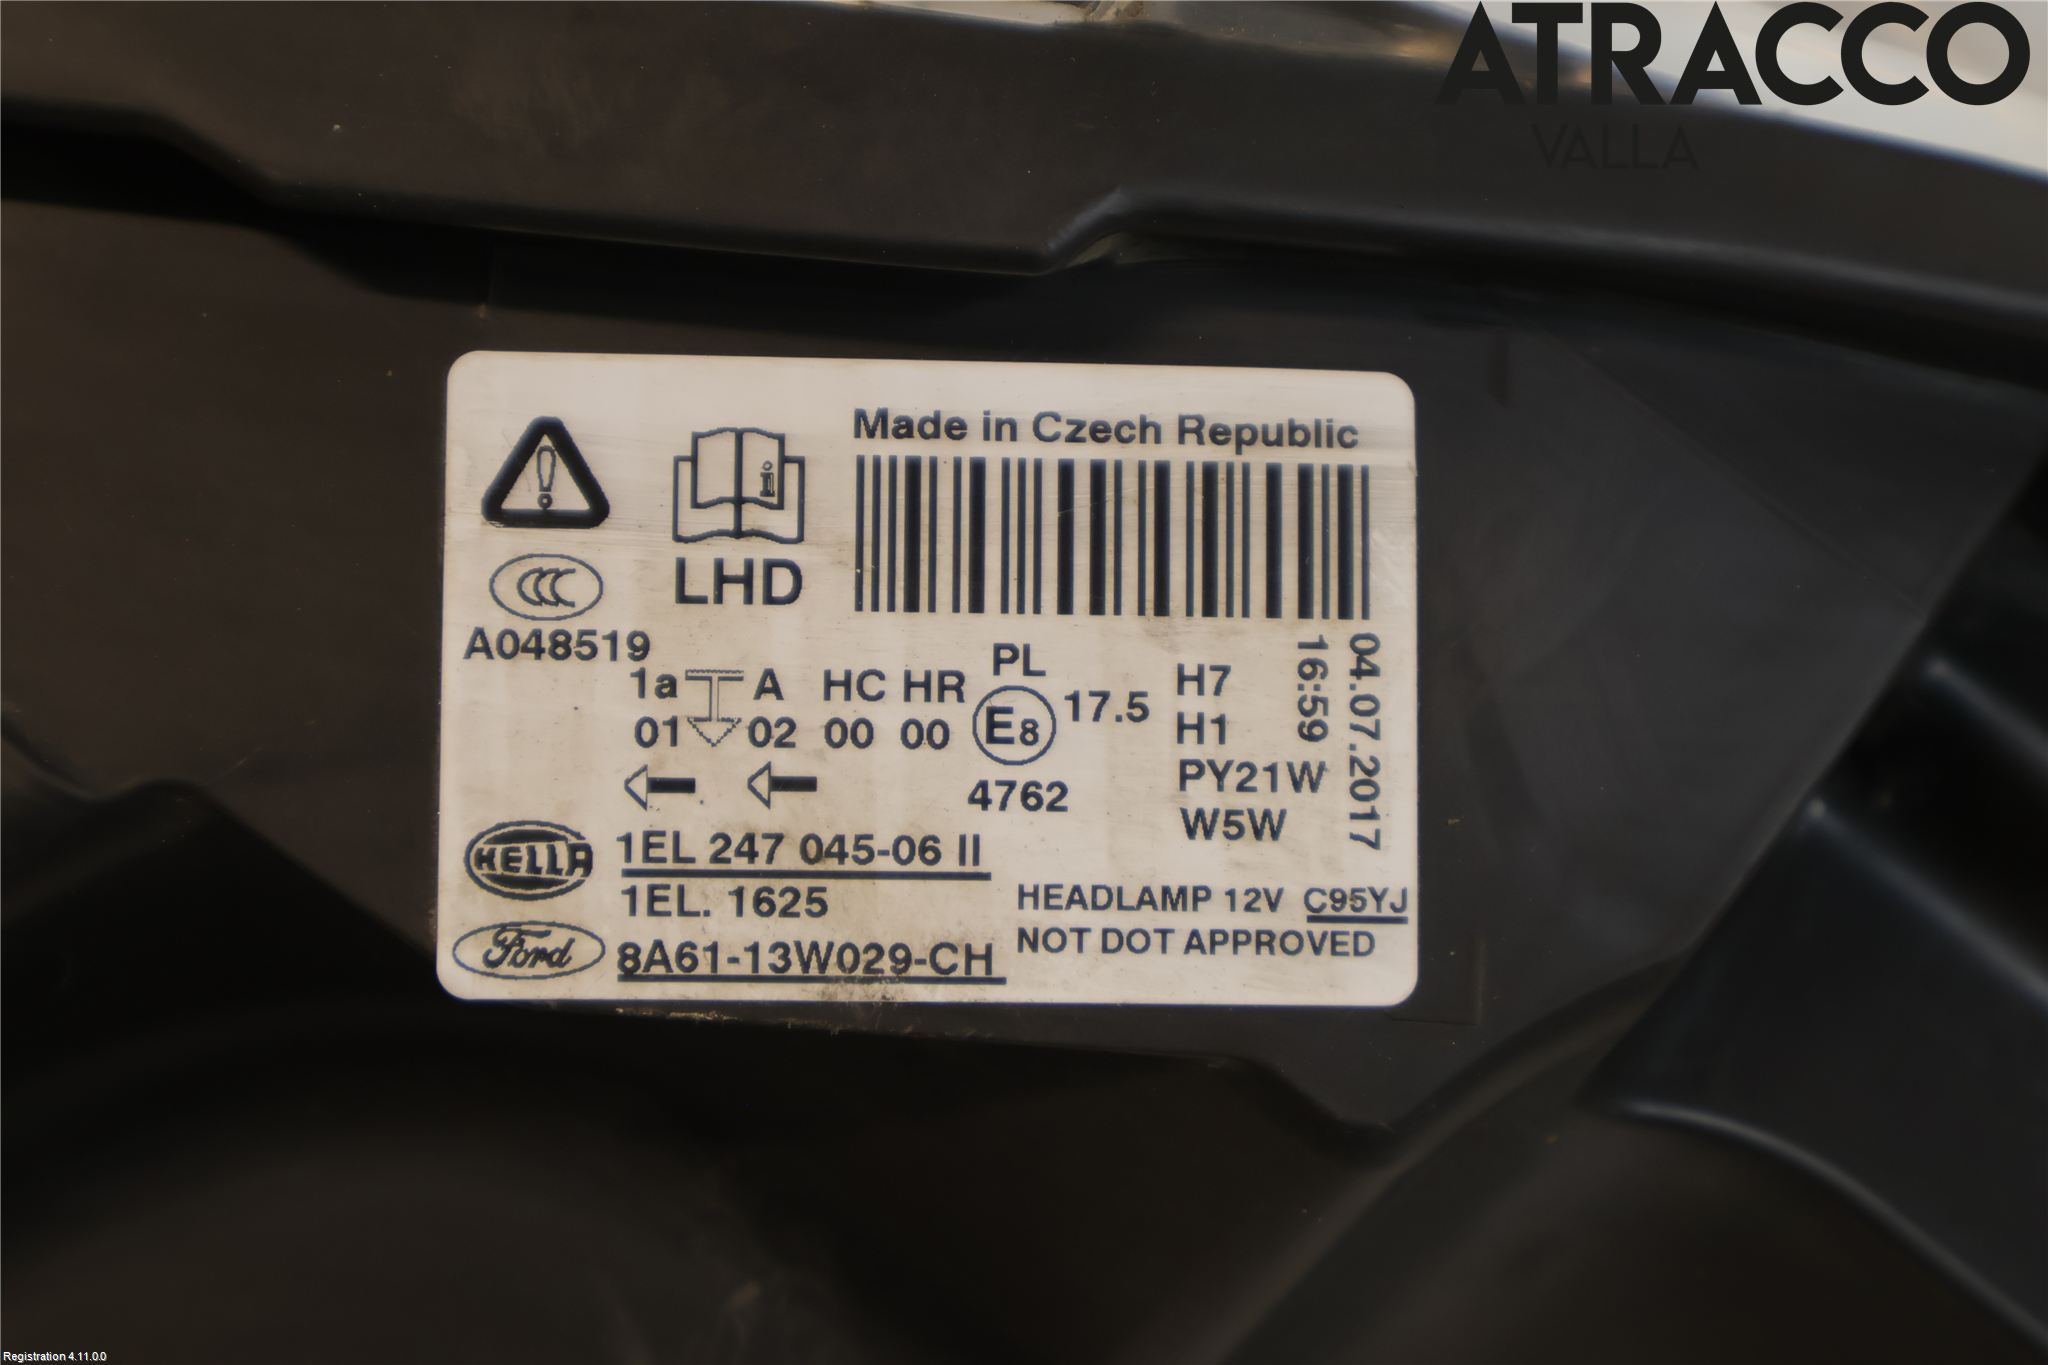 ATRACCO
VALLA
Made in Czech Republic
i
LHD
CCC
A048519
1a A HC HR PL
01 02 00 00 E8 17.5
4762
H7
H1
PY21W
W5W
16:59
04.07.2017
HELLA 1EL 247 045-06 II
1EL. 1625
HEADLAMP 12V C95YJ
NOT DOT APPROVED
Ford 8A61-13W029-CH
Registration 4.11.0.0